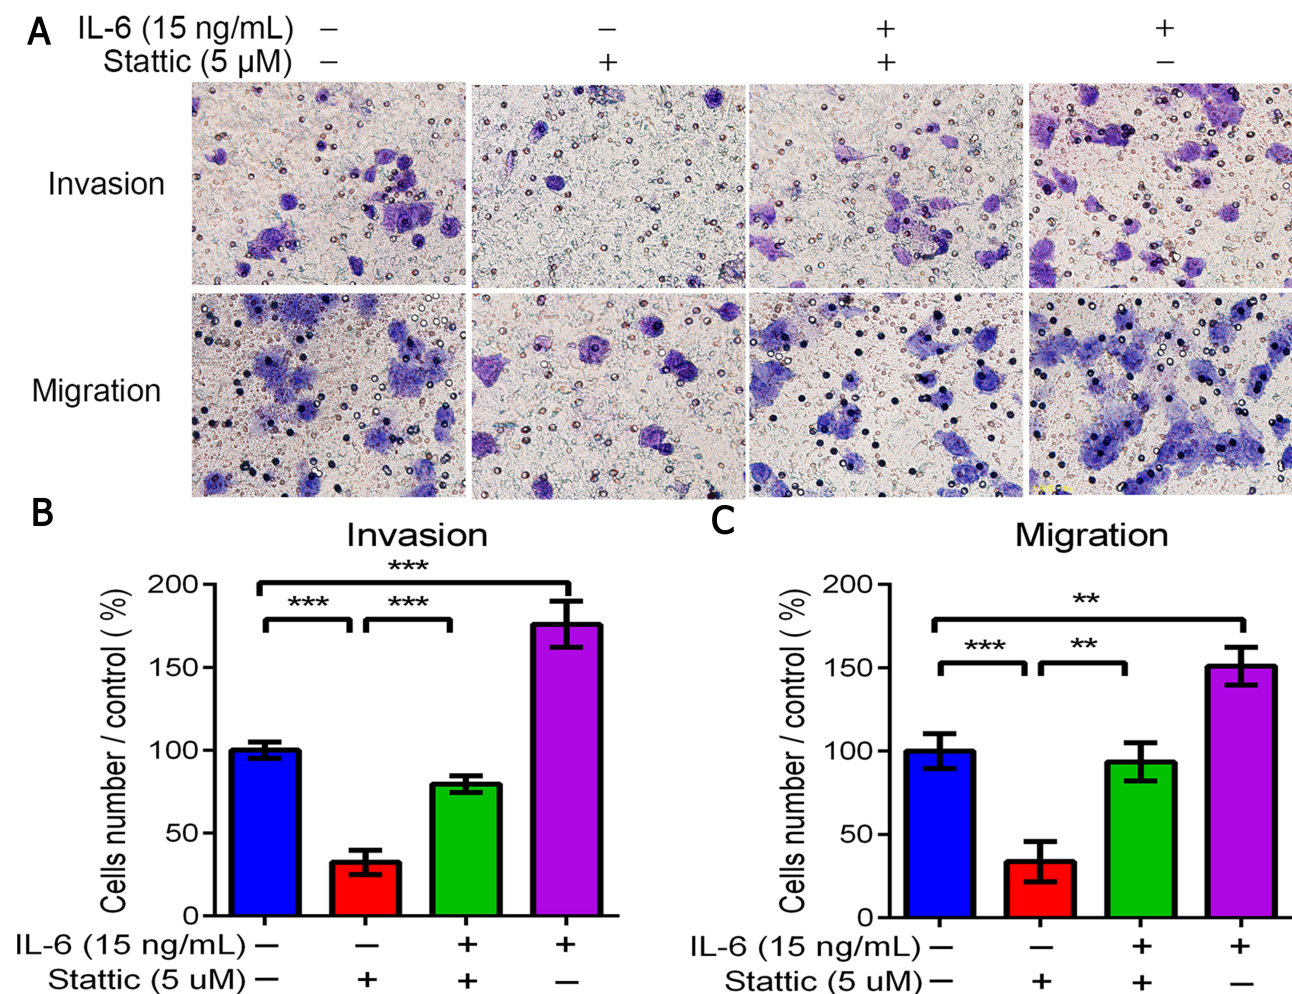 A
IL-6 (15 ng/mL) – – + +
Stattic (5 µM) – + + –
Invasion
Migration
B
Invasion
***
*** ***
Cells number / control ( %)
200
150
100
50
0
IL-6 (15 ng/mL) – – + +
Stattic (5 uM) – + + –
C
Migration
**
*** **
Cells number / control ( %)
200
150
100
50
0
IL-6 (15 ng/mL) – – + +
Stattic (5 uM) – + + –